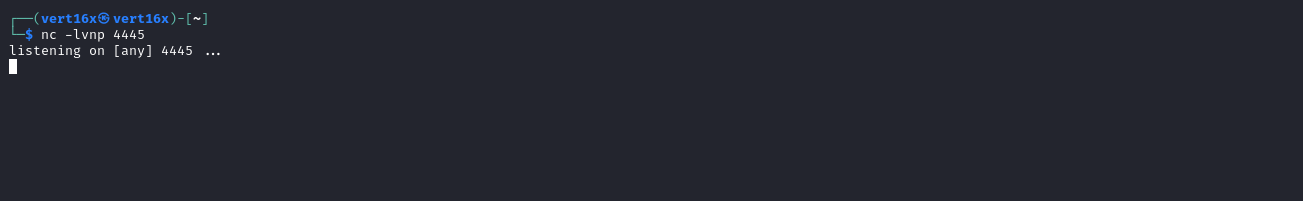 ┌──(vert16x㉿vert16x)-[~]
└─$ nc -lvnp 4445
listening on [any] 4445 ...